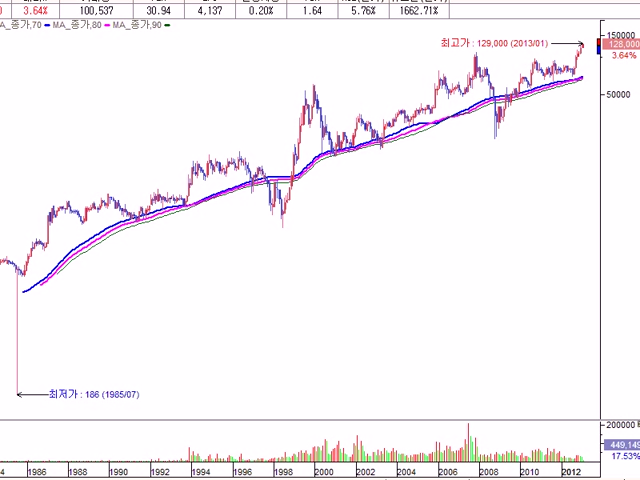 3.64% 100,537 30.94 4,137 0.20% 1.64 5.76% 1662.71%
MA_종가,70 MA_종가,80 MA_종가,90
150000
최고가 : 129,000 (2013/01)
128,000
3.64%
50000
최저가 : 186 (1985/07)
200000
449,149
17.53%
1986 1988 1990 1992 1994 1996 1998 2000 2002 2004 2006 2008 2010 2012